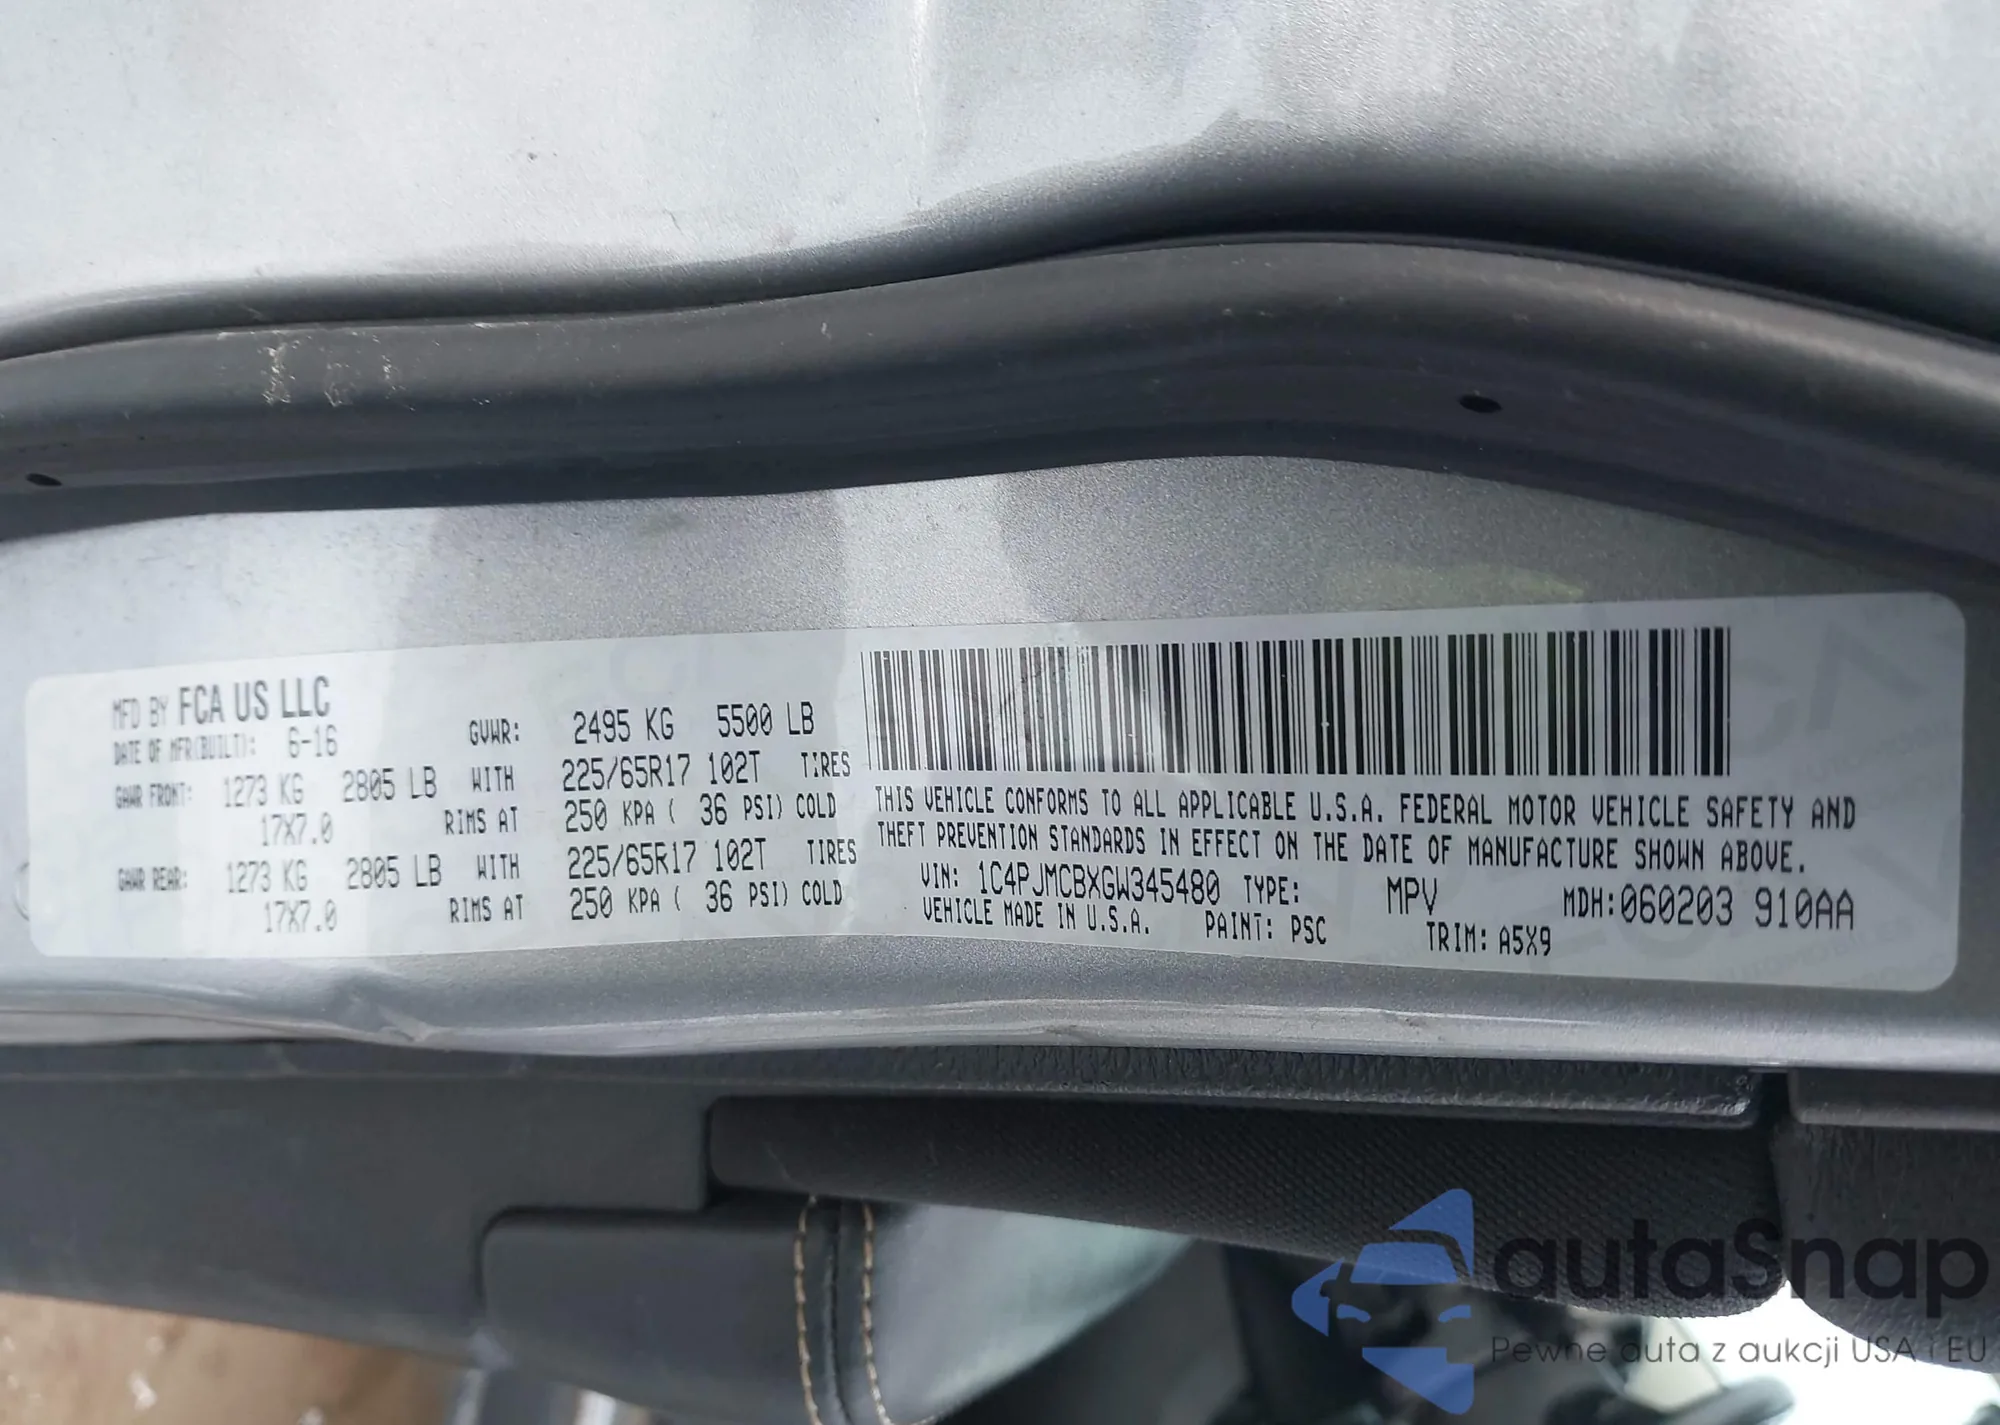 MFD BY FCA US LLC
DATE OF MFR(BUILT): 6-16
GVWR: 2495 KG 5500 LB
GAWR FRONT: 1273 KG 2805 LB WITH 225/65R17 102T TIRES
17X7.0 RIMS AT 250 KPA ( 36 PSI) COLD
GAWR REAR: 1273 KG 2805 LB WITH 225/65R17 102T TIRES
17X7.0 RIMS AT 250 KPA ( 36 PSI) COLD
THIS VEHICLE CONFORMS TO ALL APPLICABLE U.S.A. FEDERAL MOTOR VEHICLE SAFETY AND
THEFT PREVENTION STANDARDS IN EFFECT ON THE DATE OF MANUFACTURE SHOWN ABOVE.
VIN: 1C4PJMCBXGW345480 TYPE: MPV MDH:060203 910AA
VEHICLE MADE IN U.S.A. PAINT: PSC TRIM: A5X9
autaSnap
Pewne auta z aukcji USA i EU